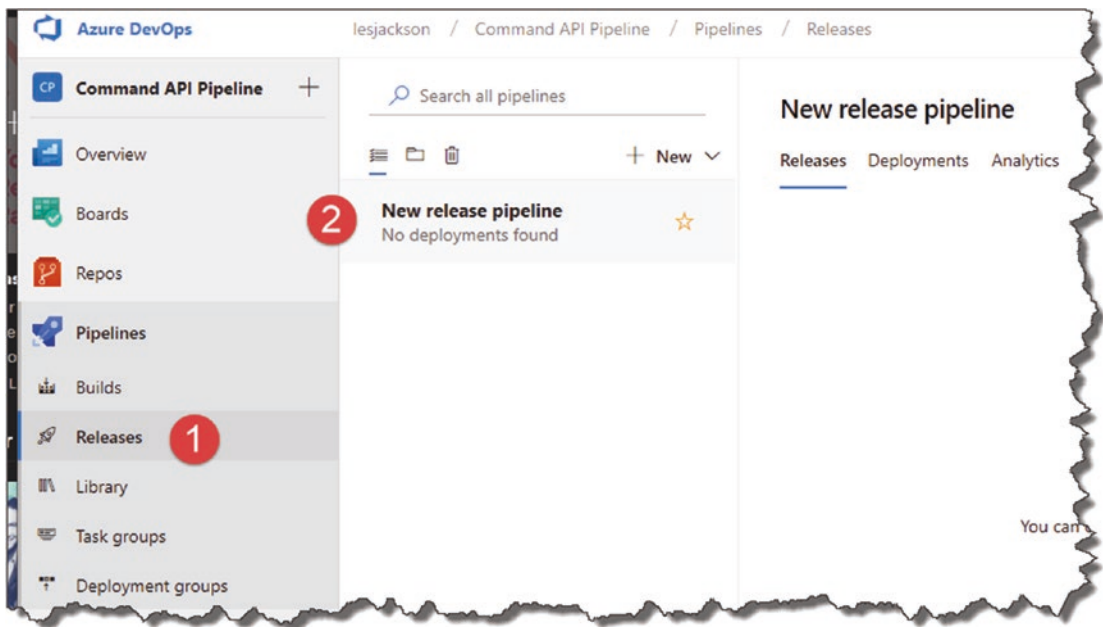 Azure DevOps
lesjackson / Command API Pipeline / Pipelines / Releases
CP Command API Pipeline +
Overview
Boards
Repos
Pipelines
Builds
Releases 1
Library
Task groups
Deployment groups
Search all pipelines
+ New
2 New release pipeline
No deployments found
New release pipeline
Releases Deployments Analytics
You can